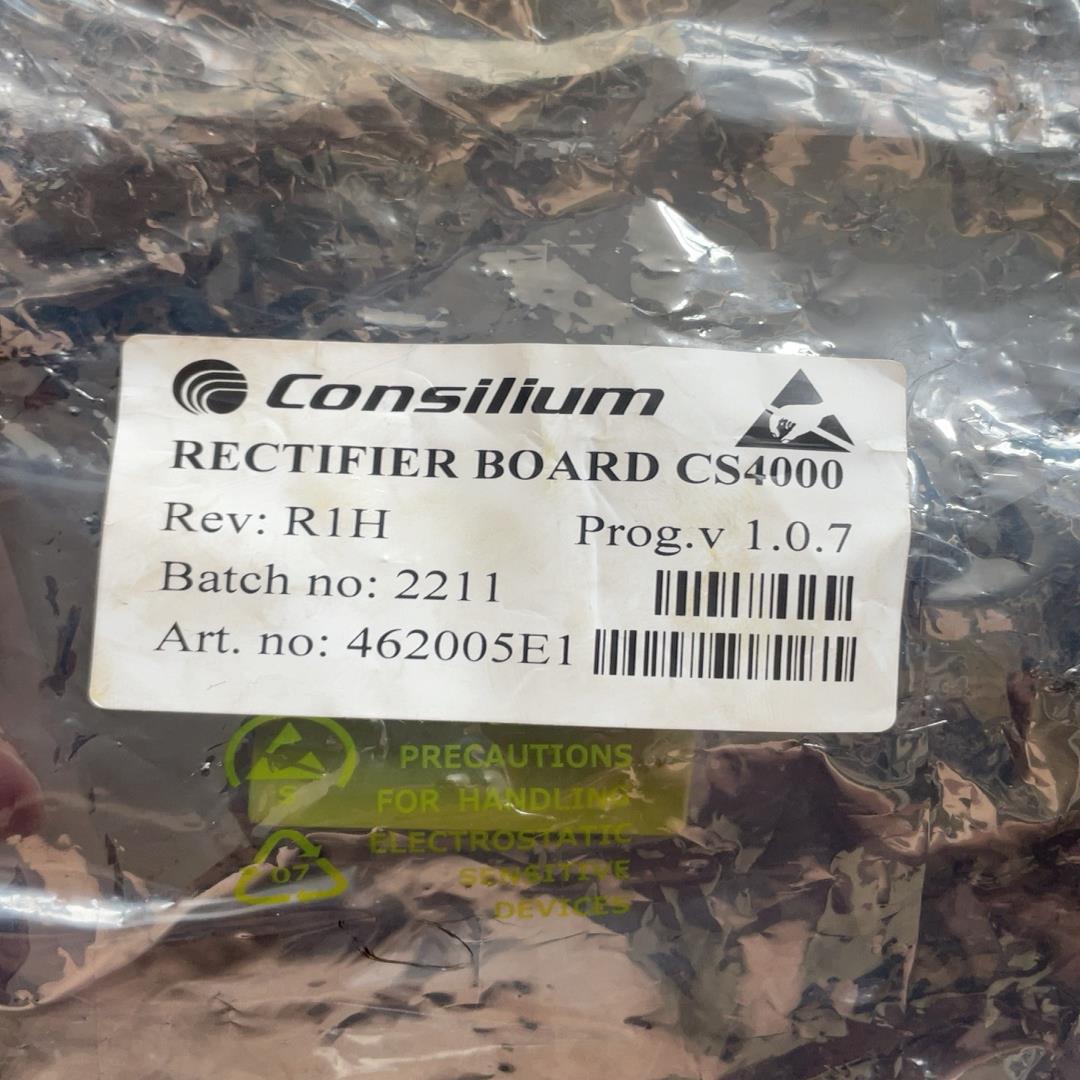 Consilium
RECTIFIER BOARD CS4000
Rev: R1H Prog.v 1.0.7
Batch no: 2211
Art. no: 462005E1
PRECAUTIONS
S FOR HANDLING
ELECTROSTATIC
07 SENSITIVE
DEVICES